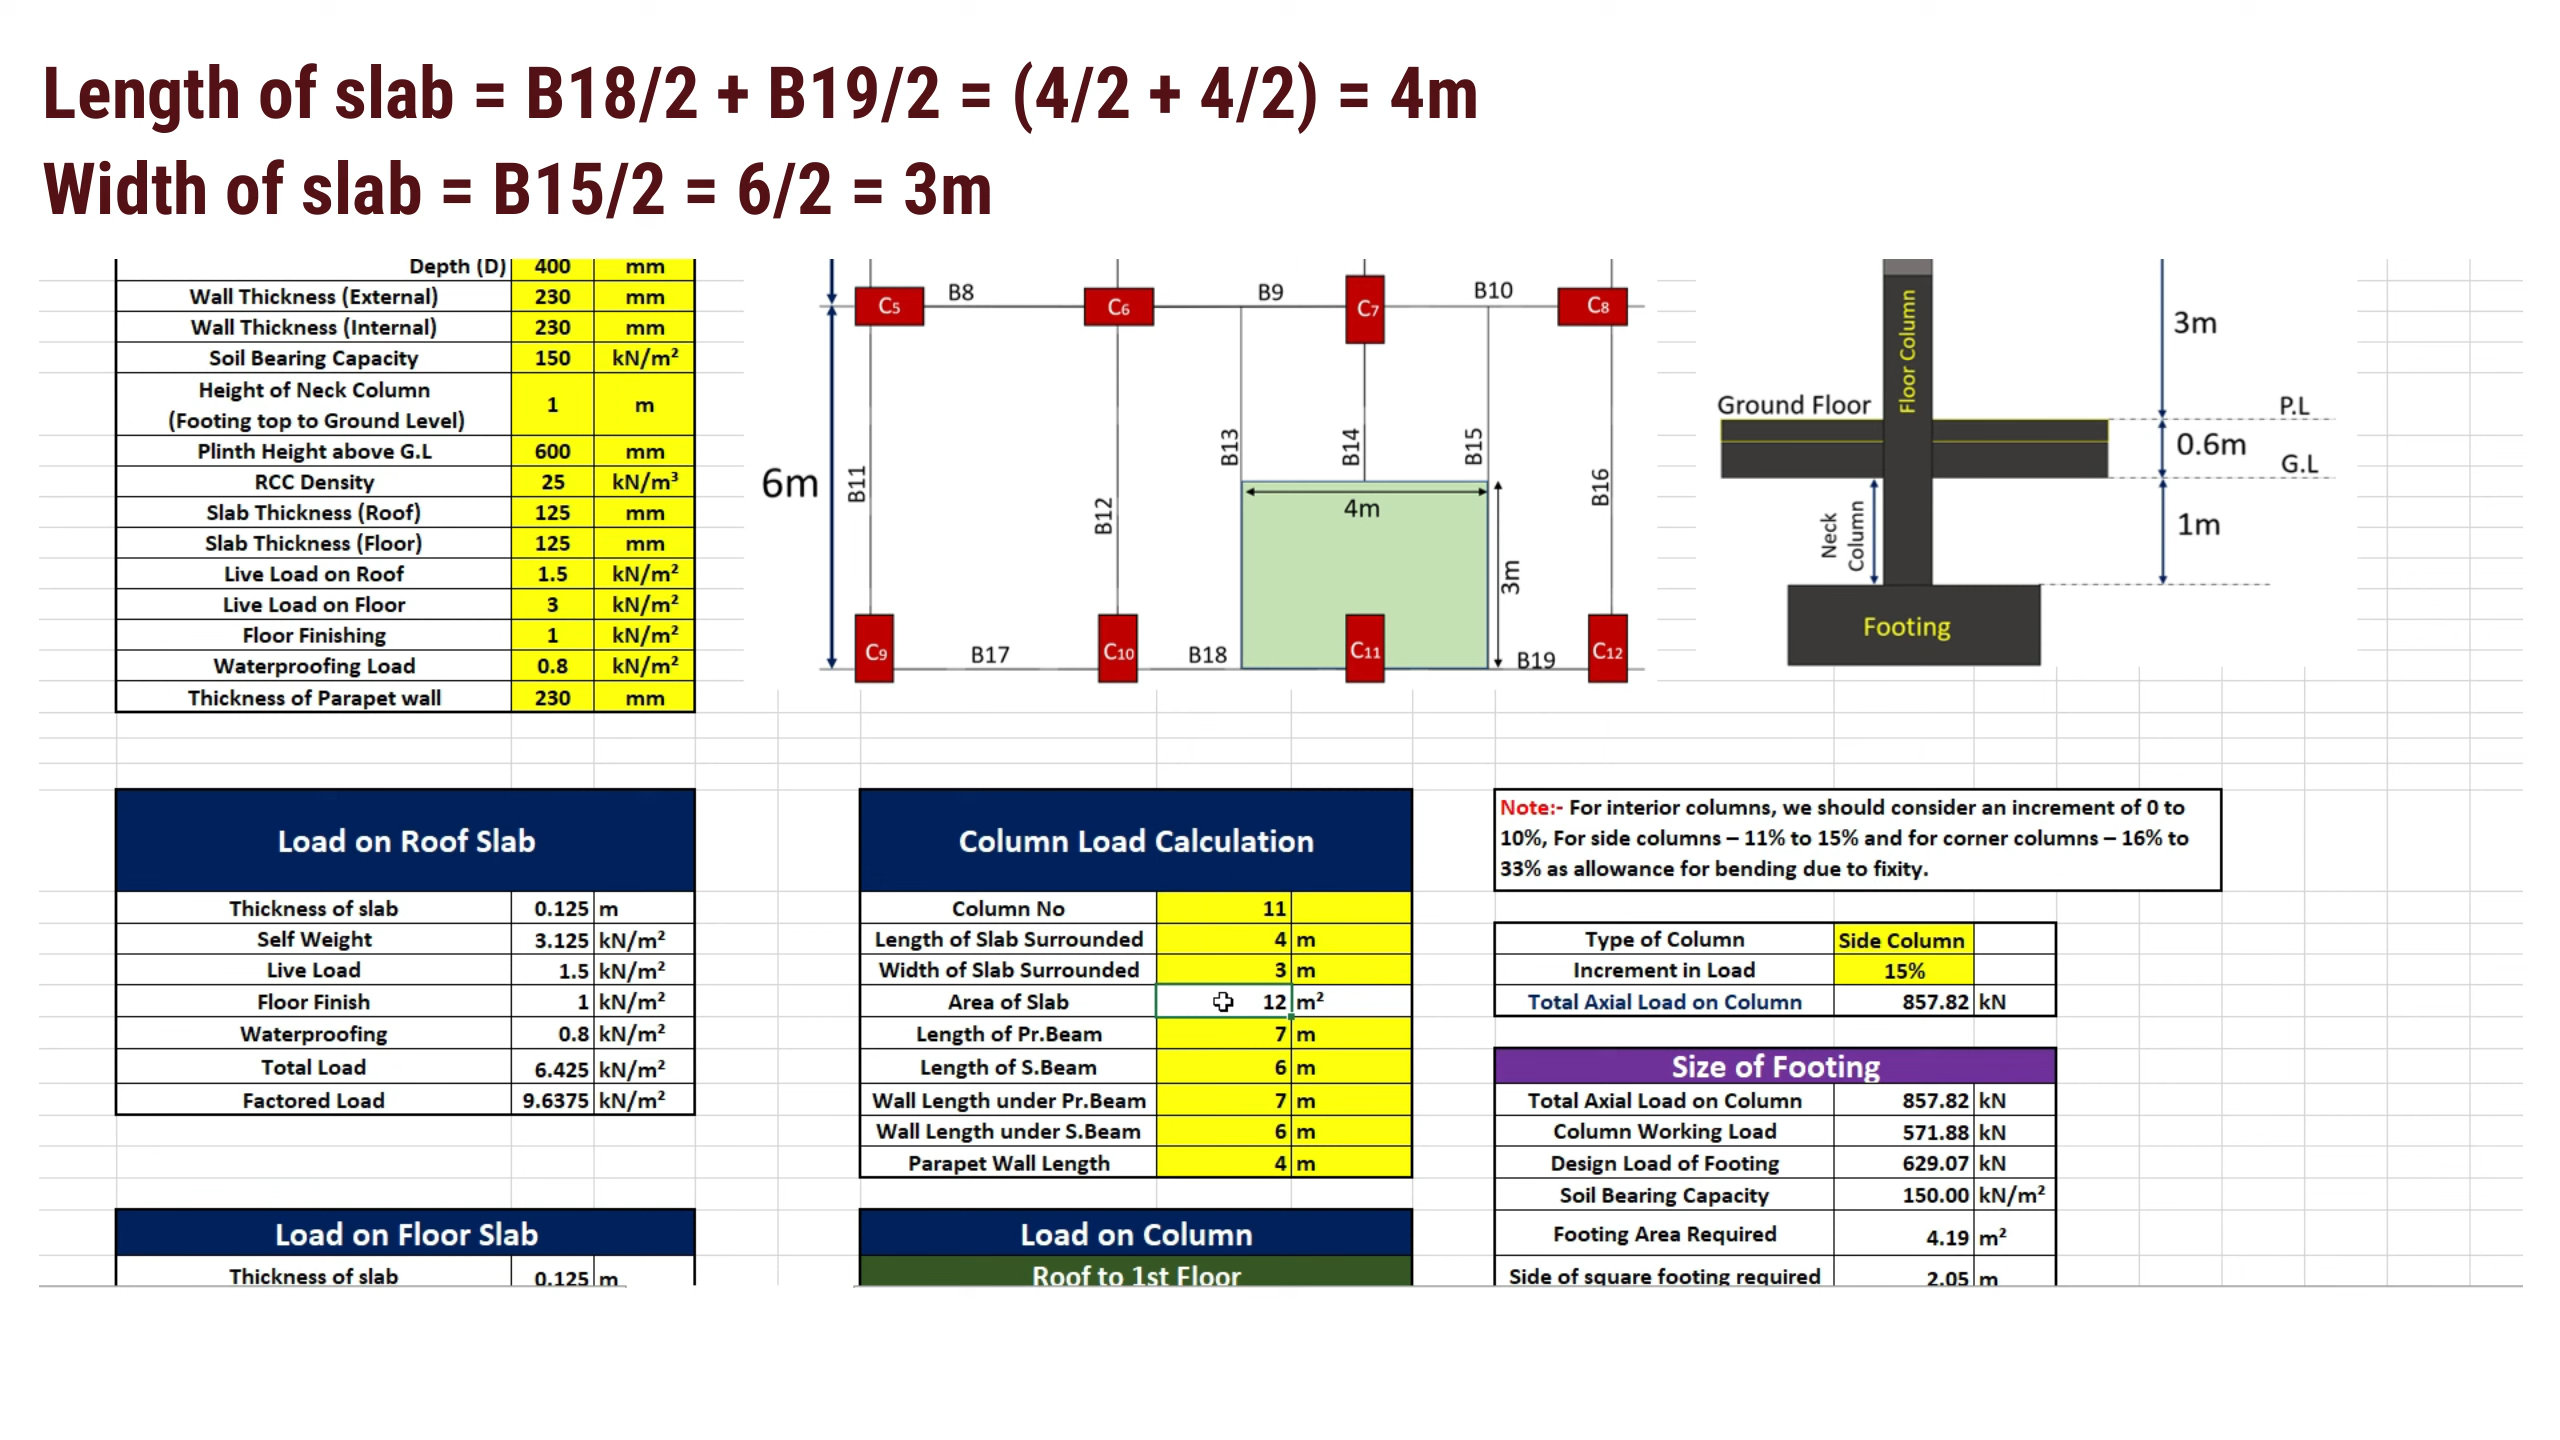 Length of slab = B18/2 + B19/2 = (4/2 + 4/2) = 4m
Width of slab = B15/2 = 6/2 = 3m
Depth (D) 400 mm
Wall Thickness (External) 230 mm
Wall Thickness (Internal) 230 mm
Soil Bearing Capacity 150 kN/m²
Height of Neck Column
(Footing top to Ground Level) 1 m
Plinth Height above G.L 600 mm
RCC Density 25 kN/m³
Slab Thickness (Roof) 125 mm
Slab Thickness (Floor) 125 mm
Live Load on Roof 1.5 kN/m²
Live Load on Floor 3 kN/m²
Floor Finishing 1 kN/m²
Waterproofing Load 0.8 kN/m²
Thickness of Parapet wall 230 mm
C5 B8 C6 B9 C7 B10 C8
6m B11 B12 B13 B14 B15 B16
4m
3m
C9 B17 C10 B18 C11 B19 C12
Floor Column
3m
Ground Floor
P.L
0.6m
G.L
Neck
Column
1m
Footing
Load on Roof Slab
Thickness of slab 0.125 m
Self Weight 3.125 kN/m²
Live Load 1.5 kN/m²
Floor Finish 1 kN/m²
Waterproofing 0.8 kN/m²
Total Load 6.425 kN/m²
Factored Load 9.6375 kN/m²
Load on Floor Slab
Thickness of slab 0.125 m
Column Load Calculation
Column No 11
Length of Slab Surrounded 4 m
Width of Slab Surrounded 3 m
Area of Slab 12 m²
Length of Pr.Beam 7 m
Length of S.Beam 6 m
Wall Length under Pr.Beam 7 m
Wall Length under S.Beam 6 m
Parapet Wall Length 4 m
Load on Column
Roof to 1st Floor
Note:- For interior columns, we should consider an increment of 0 to
10%, For side columns – 11% to 15% and for corner columns – 16% to
33% as allowance for bending due to fixity.
Type of Column Side Column
Increment in Load 15%
Total Axial Load on Column 857.82 kN
Size of Footing
Total Axial Load on Column 857.82 kN
Column Working Load 571.88 kN
Design Load of Footing 629.07 kN
Soil Bearing Capacity 150.00 kN/m²
Footing Area Required 4.19 m²
Side of square footing required 2.05 m